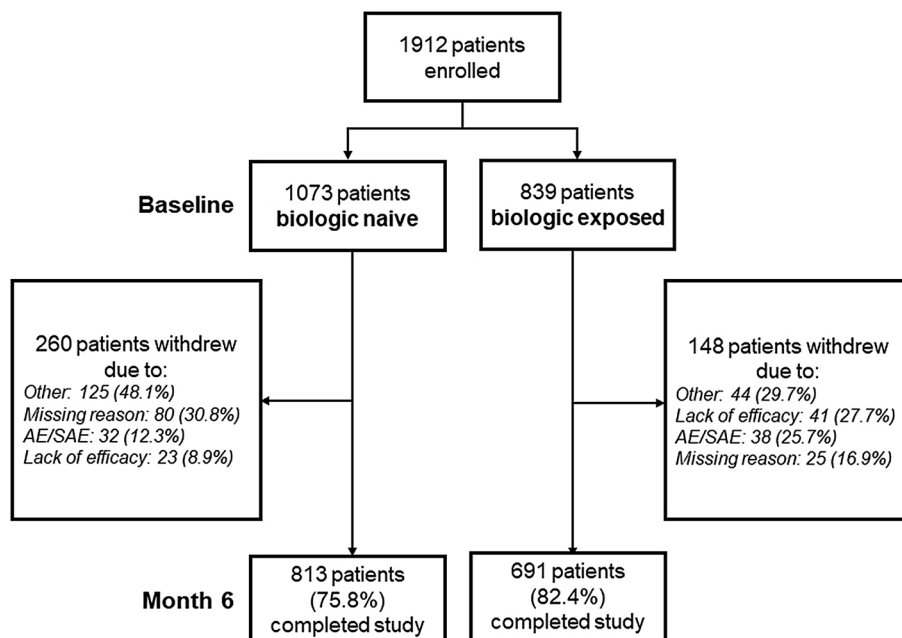 1912 patients
enrolled
Baseline
1073 patients
biologic naive
839 patients
biologic exposed
260 patients withdrew
due to:
Other: 125 (48.1%)
Missing reason: 80 (30.8%)
AE/SAE: 32 (12.3%)
Lack of efficacy: 23 (8.9%)
148 patients withdrew
due to:
Other: 44 (29.7%)
Lack of efficacy: 41 (27.7%)
AE/SAE: 38 (25.7%)
Missing reason: 25 (16.9%)
Month 6
813 patients
(75.8%)
completed study
691 patients
(82.4%)
completed study